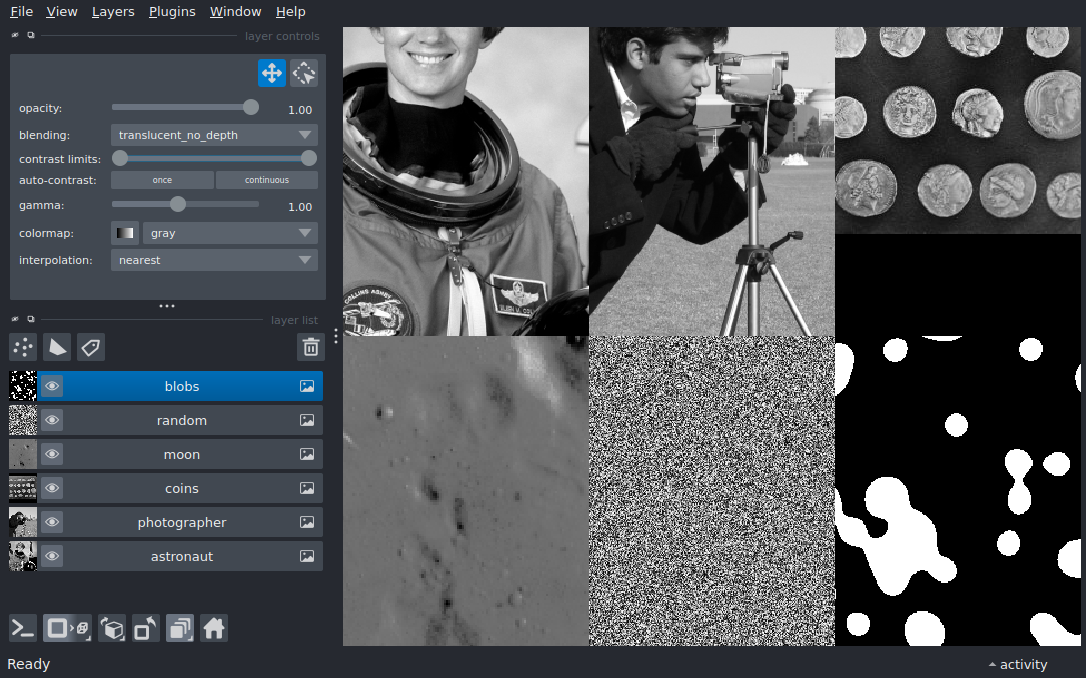 File View Layers Plugins Window Help
layer controls
opacity: 1.00
blending: translucent_no_depth
contrast limits:
auto-contrast: once continuous
gamma: 1.00
colormap: gray
interpolation: nearest
layer list
blobs
random
moon
coins
photographer
astronaut
Ready
activity